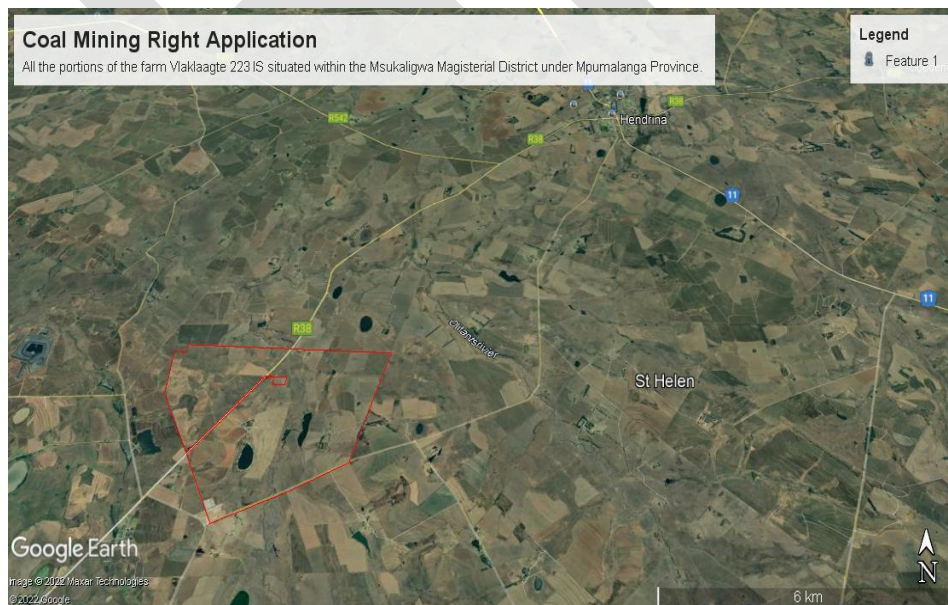 Coal Mining Right Application
All the portions of the farm Vlaklaagte 223 IS situated within the Msukaligwa Magisterial District under Mpumalanga Province.
Legend
Feature 1
R542
R38
R38
Hendrina
11
11
R38
Olifantsrivier
St Helen
Google Earth
Image © 2022 Maxar Technologies
© 2022 Google
6 km
N